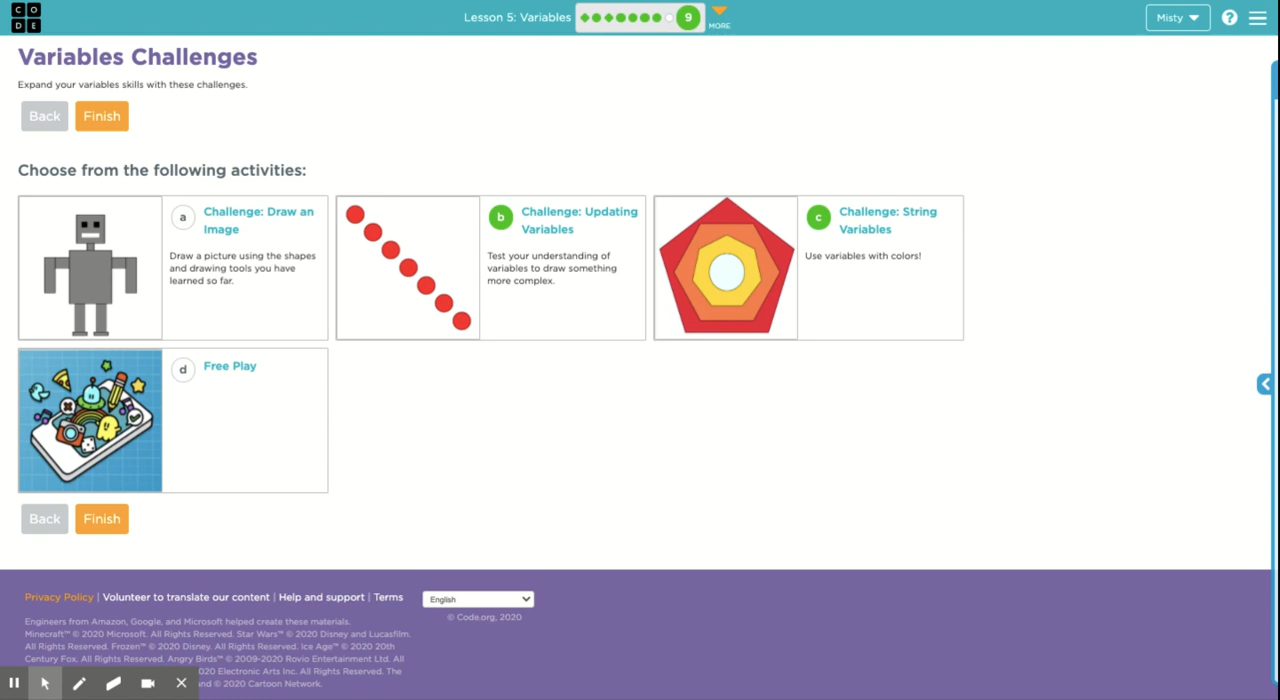 CODE
Lesson 5: Variables
9
MORE
Misty
?
Variables Challenges
Expand your variables skills with these challenges.
Back
Finish
Choose from the following activities:
a
Challenge: Draw an
Image
Draw a picture using the shapes
and drawing tools you have
learned so far.
b
Challenge: Updating
Variables
Test your understanding of
variables to draw something
more complex.
c
Challenge: String
Variables
Use variables with colors!
d
Free Play
Back
Finish
Privacy Policy | Volunteer to translate our content | Help and support | Terms
English
© Code.org, 2020
Engineers from Amazon, Google, and Microsoft helped create these materials.
Minecraft™ © 2020 Microsoft. All Rights Reserved. Star Wars™ © 2020 Disney and Lucasfilm.
All Rights Reserved. Frozen™ © 2020 Disney. All Rights Reserved. Ice Age™ © 2020 20th
Century Fox. All Rights Reserved. Angry Birds™ © 2009-2020 Rovio Entertainment Ltd. All
020 Electronic Arts Inc. All Rights Reserved. The
nd © 2020 Cartoon Network.